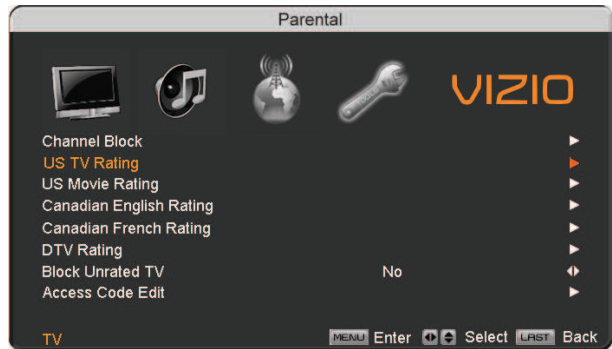 Parental
VIZIO
Channel Block
US TV Rating
US Movie Rating
Canadian English Rating
Canadian French Rating
DTV Rating
Block Unrated TV No
Access Code Edit
TV MENU Enter Select LAST Back